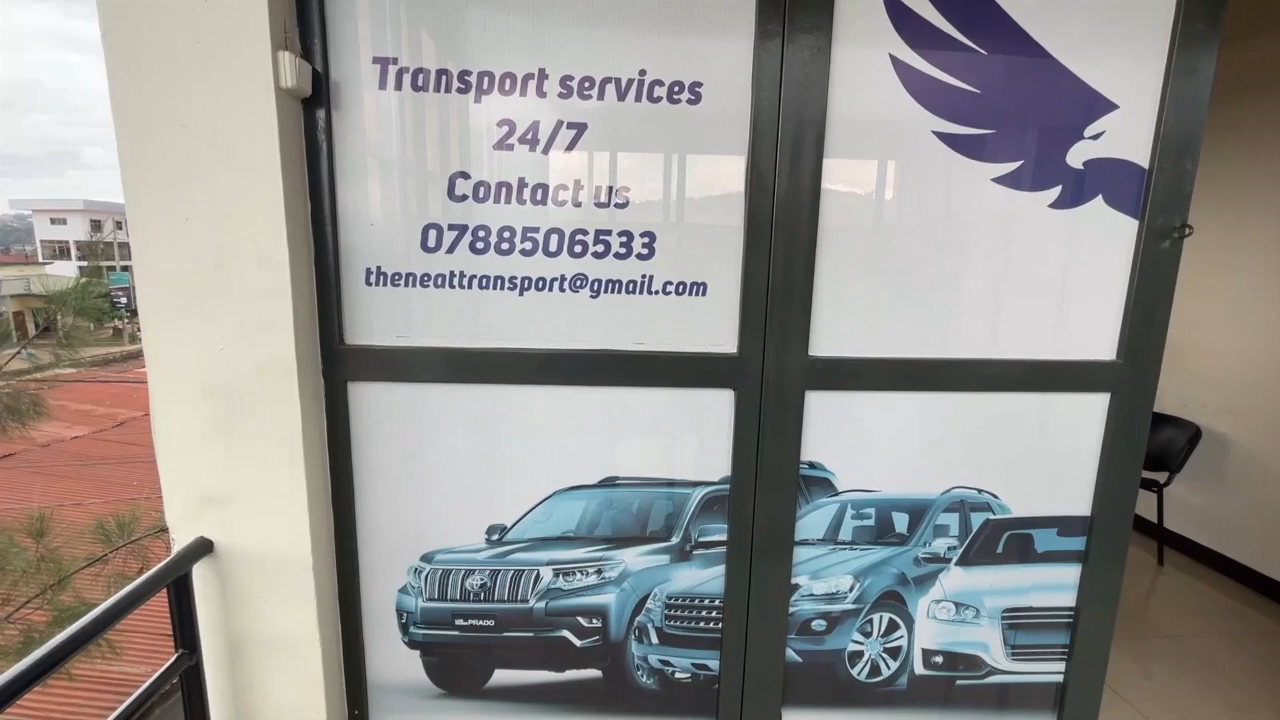 Transport services
24/7
Contact us
0788506533
theneattransport@gmail.com
PRADO